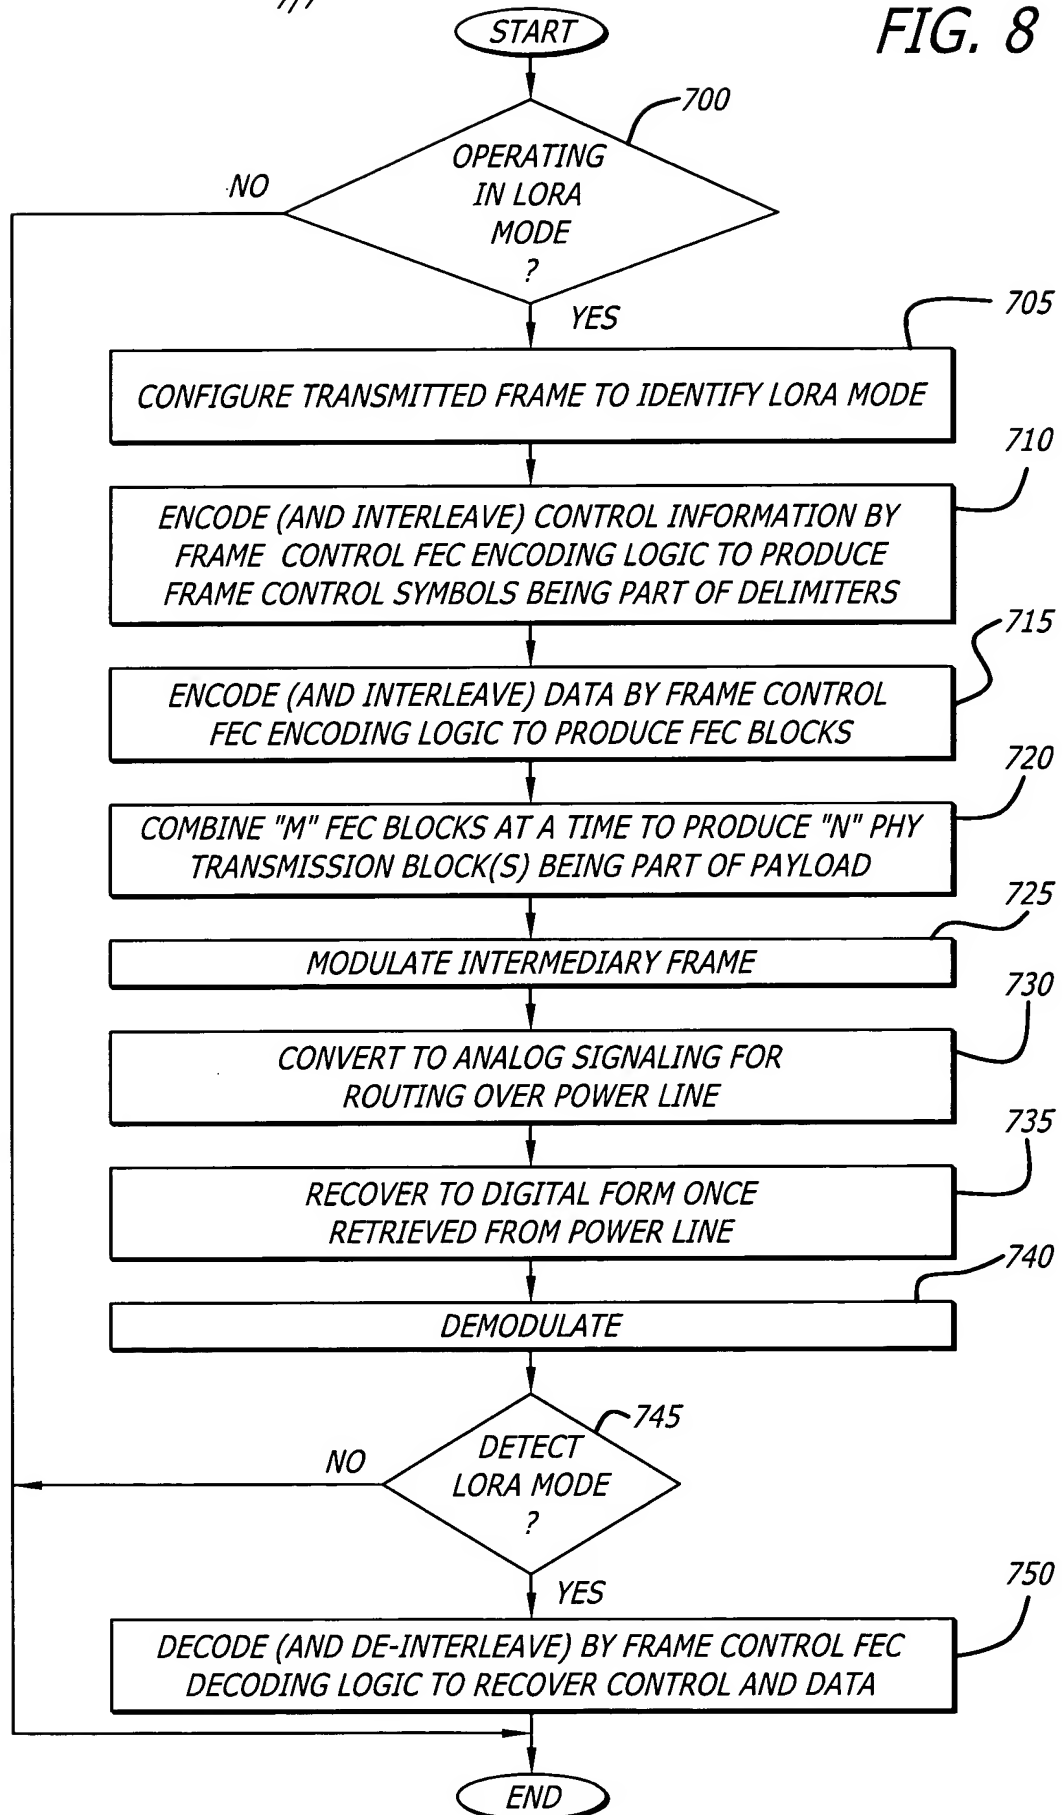 START
FIG. 8
700
OPERATING
IN LORA
MODE
?
NO
YES
705
CONFIGURE TRANSMITTED FRAME TO IDENTIFY LORA MODE
710
ENCODE (AND INTERLEAVE) CONTROL INFORMATION BY
FRAME CONTROL FEC ENCODING LOGIC TO PRODUCE
FRAME CONTROL SYMBOLS BEING PART OF DELIMITERS
715
ENCODE (AND INTERLEAVE) DATA BY FRAME CONTROL
FEC ENCODING LOGIC TO PRODUCE FEC BLOCKS
720
COMBINE "M" FEC BLOCKS AT A TIME TO PRODUCE "N" PHY
TRANSMISSION BLOCK(S) BEING PART OF PAYLOAD
725
MODULATE INTERMEDIARY FRAME
730
CONVERT TO ANALOG SIGNALING FOR
ROUTING OVER POWER LINE
735
RECOVER TO DIGITAL FORM ONCE
RETRIEVED FROM POWER LINE
740
DEMODULATE
745
DETECT
LORA MODE
?
NO
YES
750
DECODE (AND DE-INTERLEAVE) BY FRAME CONTROL FEC
DECODING LOGIC TO RECOVER CONTROL AND DATA
END